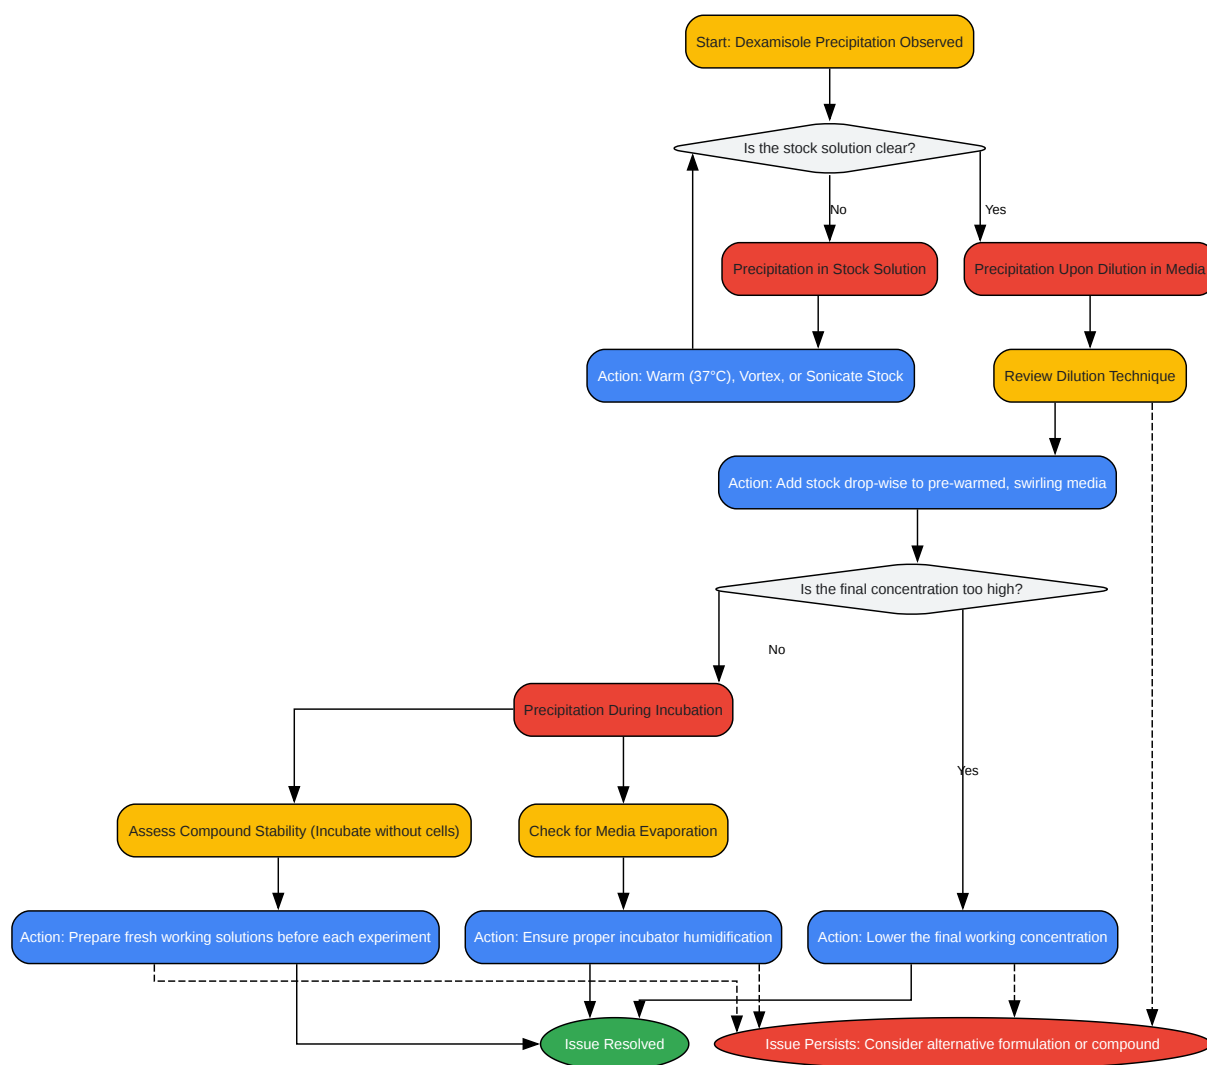 Start: Dexamisole Precipitation Observed
Is the stock solution clear?
No
Yes
Precipitation in Stock Solution
Precipitation Upon Dilution in Media
Action: Warm (37°C), Vortex, or Sonicate Stock
Review Dilution Technique
Action: Add stock drop-wise to pre-warmed, swirling media
Is the final concentration too high?
No
Precipitation During Incubation
Yes
Assess Compound Stability (Incubate without cells)
Check for Media Evaporation
Action: Prepare fresh working solutions before each experiment
Action: Ensure proper incubator humidification
Action: Lower the final working concentration
Issue Resolved
Issue Persists: Consider alternative formulation or compound